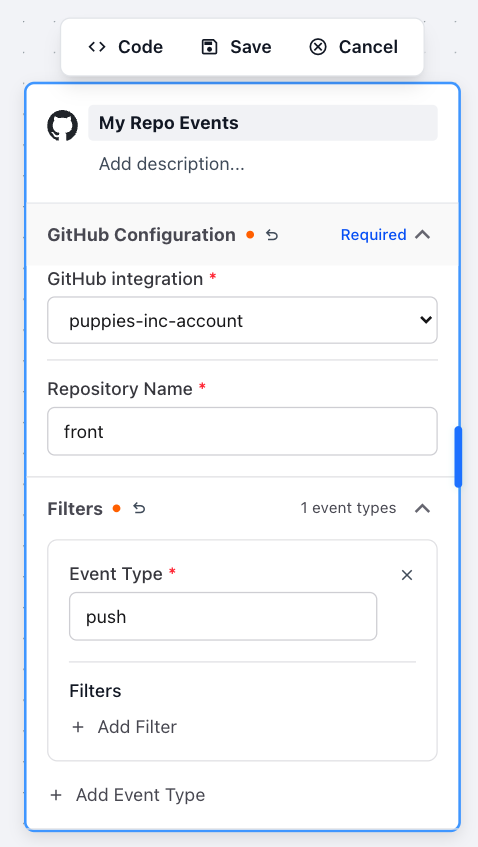 Code Save Cancel
My Repo Events
Add description...
GitHub Configuration Required
GitHub integration *
puppies-inc-account
Repository Name *
front
Filters 1 event types
Event Type *
push
Filters
+ Add Filter
+ Add Event Type